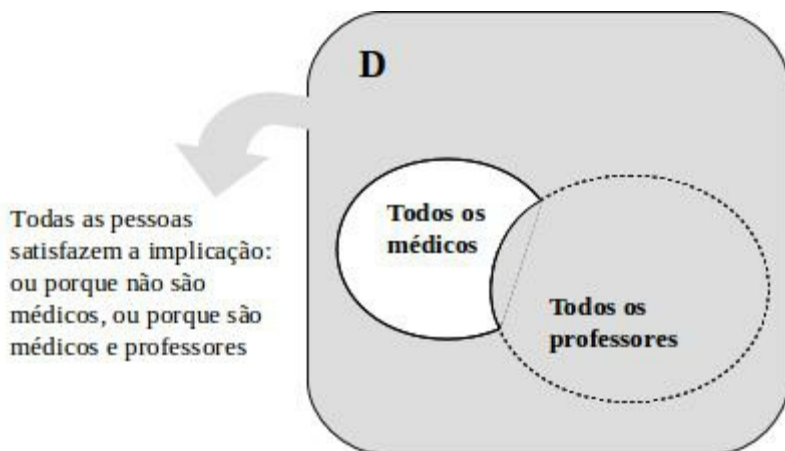 D
Todas as pessoas
satisfazem a implicação:
ou porque não são
médicos, ou porque são
médicos e professores
Todos os
médicos
Todos os
professores